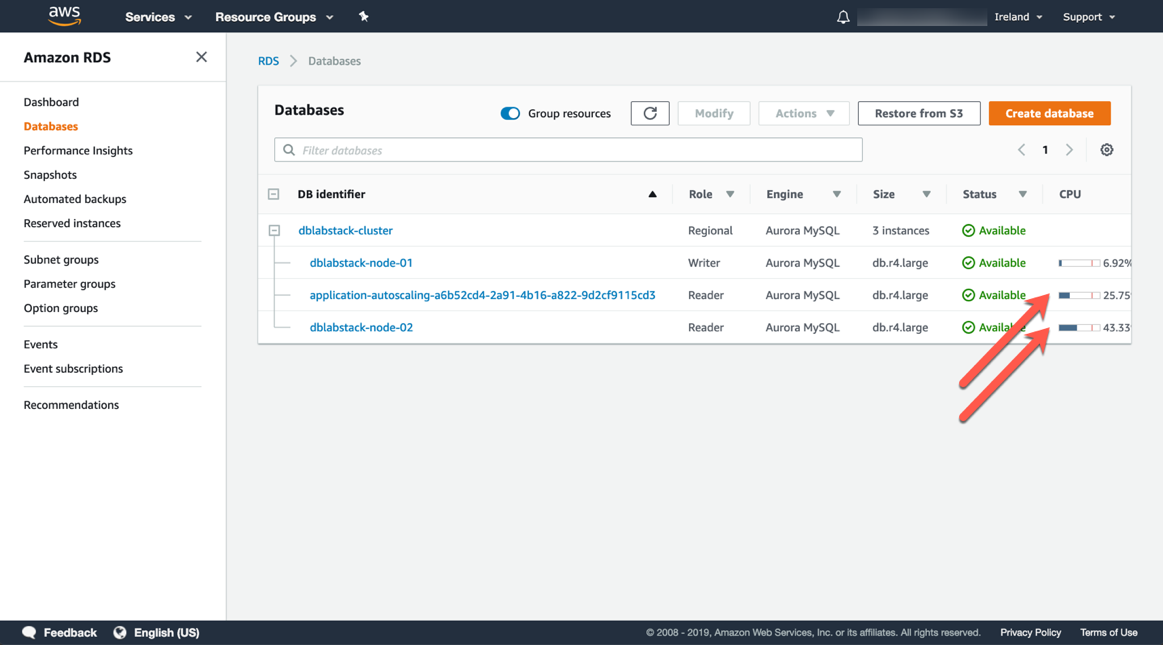 aws Services Resource Groups Ireland Support
Amazon RDS
RDS > Databases
Dashboard
Databases
Performance Insights
Snapshots
Automated backups
Reserved instances
Subnet groups
Parameter groups
Option groups
Events
Event subscriptions
Recommendations
Databases Group resources Modify Actions Restore from S3 Create database
Filter databases 1
DB identifier Role Engine Size Status CPU
dblabstack-cluster Regional Aurora MySQL 3 instances Available
dblabstack-node-01 Writer Aurora MySQL db.r4.large Available 6.92%
application-autoscaling-a6b52cd4-2a91-4b16-a822-9d2cf9115cd3 Reader Aurora MySQL db.r4.large Available 25.75
dblabstack-node-02 Reader Aurora MySQL db.r4.large Available 43.33
Feedback English (US) © 2008 - 2019, Amazon Web Services, Inc. or its affiliates. All rights reserved. Privacy Policy Terms of Use